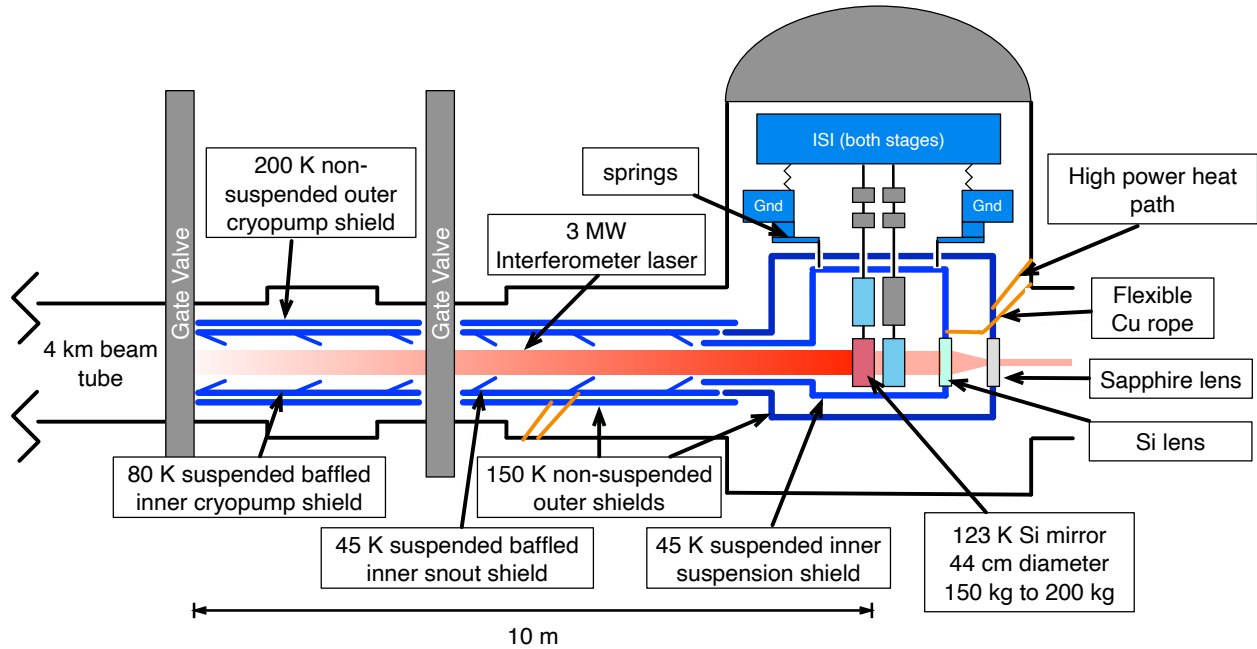 ISI (both stages)
200 K non-
suspended outer
cryopump shield
springs
High power heat
path
Gnd
Gnd
3 MW
Interferometer laser
Gate Valve
Gate Valve
Flexible
Cu rope
4 km beam
tube
Sapphire lens
Si lens
80 K suspended baffled
inner cryopump shield
150 K non-suspended
outer shields
45 K suspended baffled
inner snout shield
45 K suspended inner
suspension shield
123 K Si mirror
44 cm diameter
150 kg to 200 kg
10 m